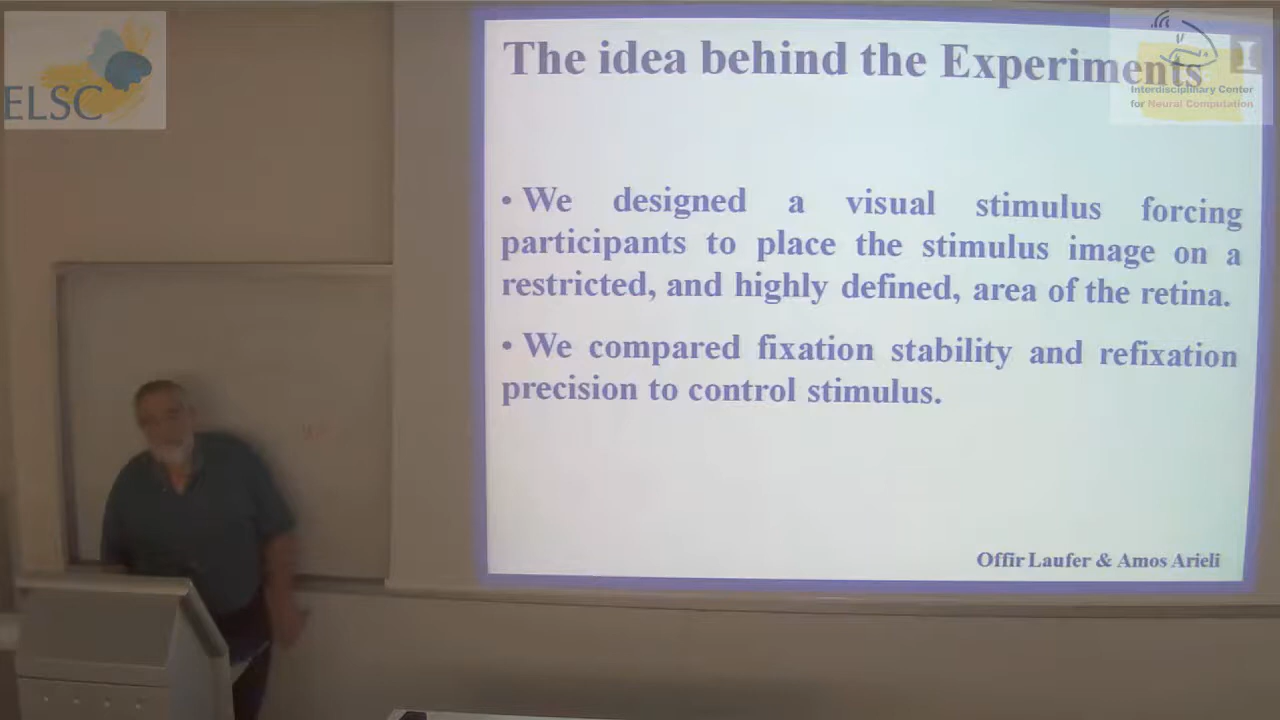 ELSC
The idea behind the Experiments
Interdisciplinary Center
for Neural Computation
• We designed a visual stimulus forcing
participants to place the stimulus image on a
restricted, and highly defined, area of the retina.
• We compared fixation stability and refixation
precision to control stimulus.
Offir Laufer & Amos Arieli